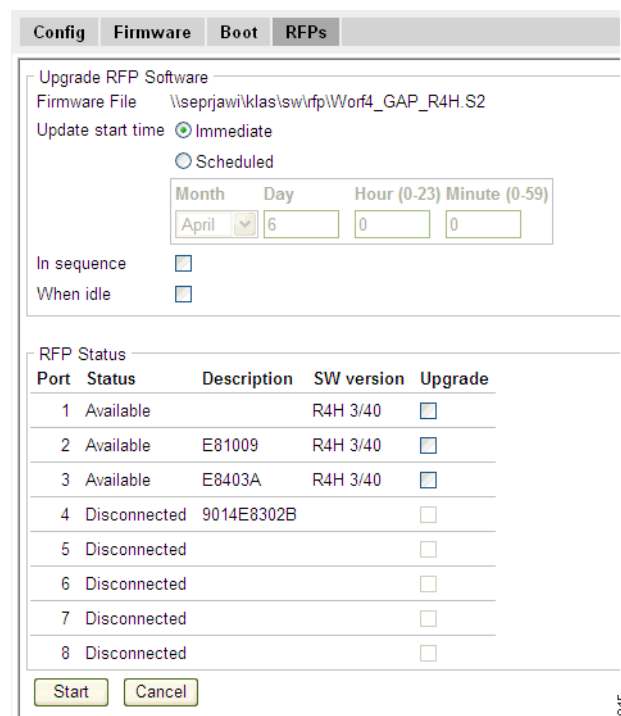 Config Firmware Boot RFPs
Upgrade RFP Software
Firmware File \\seprjawi\klas\sw\rfp\Worf4_GAP_R4H.S2
Update start time Immediate
Scheduled
Month Day Hour (0-23) Minute (0-59)
April 6 0 0
In sequence
When idle
RFP Status
Port Status Description SW version Upgrade
1 Available R4H 3/40
2 Available E81009 R4H 3/40
3 Available E8403A R4H 3/40
4 Disconnected 9014E8302B
5 Disconnected
6 Disconnected
7 Disconnected
8 Disconnected
Start Cancel